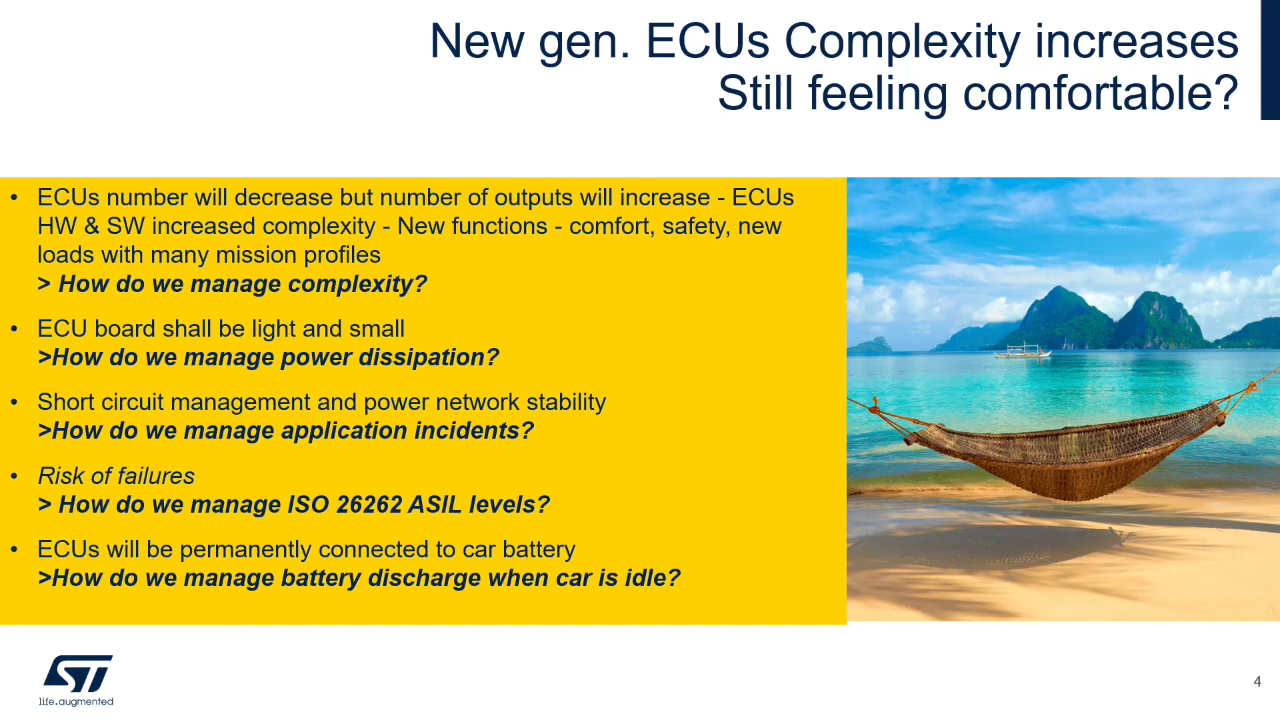 New gen. ECUs Complexity increases
Still feeling comfortable?
• ECUs number will decrease but number of outputs will increase - ECUs
HW & SW increased complexity - New functions - comfort, safety, new
loads with many mission profiles
> How do we manage complexity?
• ECU board shall be light and small
>How do we manage power dissipation?
• Short circuit management and power network stability
>How do we manage application incidents?
• Risk of failures
> How do we manage ISO 26262 ASIL levels?
• ECUs will be permanently connected to car battery
>How do we manage battery discharge when car is idle?
ST
life.augmented
4